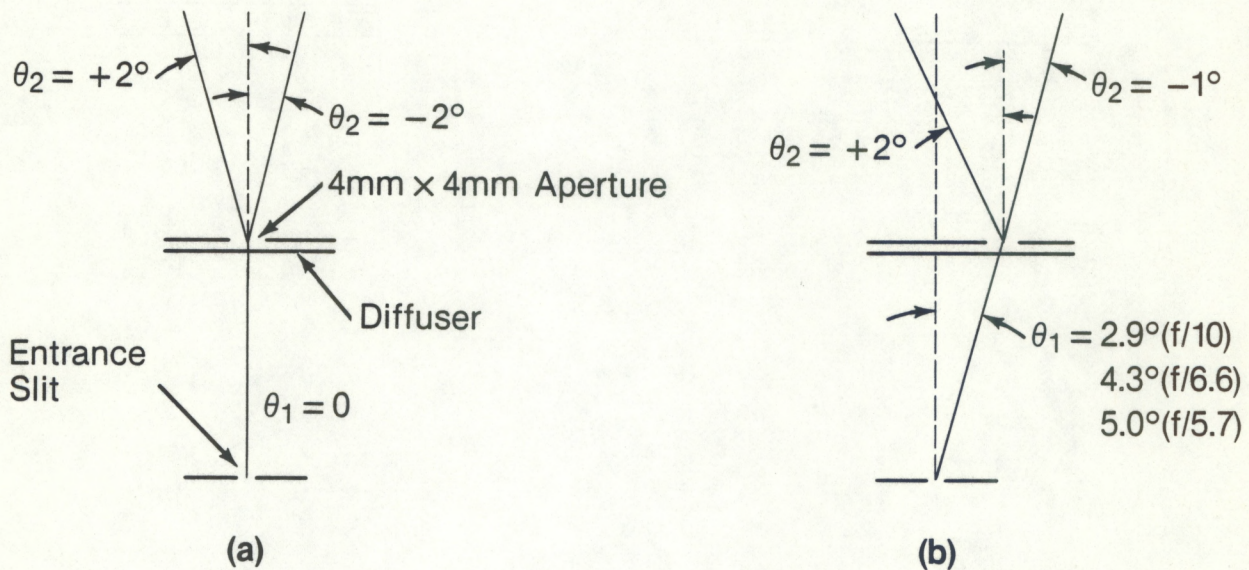 θ₂ = +2°
θ₂ = −2°
4mm × 4mm Aperture
Diffuser
Entrance
Slit
θ₁ = 0
(a)
θ₂ = −1°
θ₂ = +2°
θ₁ = 2.9° (f/10)
4.3° (f/6.6)
5.0° (f/5.7)
(b)